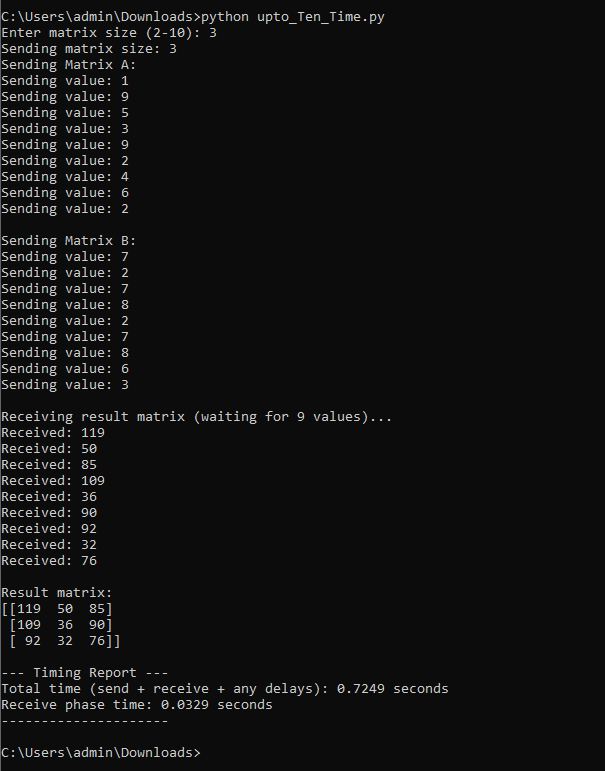 C:\Users\admin\Downloads>python upto_Ten_Time.py
Enter matrix size (2-10): 3
Sending matrix size: 3
Sending Matrix A:
Sending value: 1
Sending value: 9
Sending value: 5
Sending value: 3
Sending value: 9
Sending value: 2
Sending value: 4
Sending value: 6
Sending value: 2

Sending Matrix B:
Sending value: 7
Sending value: 2
Sending value: 7
Sending value: 8
Sending value: 2
Sending value: 7
Sending value: 8
Sending value: 6
Sending value: 3

Receiving result matrix (waiting for 9 values)...
Received: 119
Received: 50
Received: 85
Received: 109
Received: 36
Received: 90
Received: 92
Received: 32
Received: 76

Result matrix:
[[119  50  85]
 [109  36  90]
 [ 92  32  76]]

--- Timing Report ---
Total time (send + receive + any delays): 0.7249 seconds
Receive phase time: 0.0329 seconds
---------------------

C:\Users\admin\Downloads>